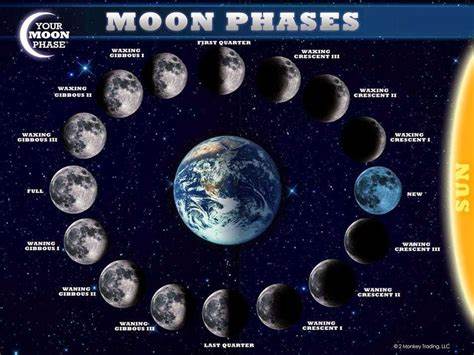 YOUR
MOON
PHASE
MOON PHASES
FIRST QUARTER
WAXING
GIBBOUS I
WAXING
CRESCENT III
WAXING
GIBBOUS II
WAXING
CRESCENT II
WAXING
GIBBOUS III
WAXING
CRESCENT I
FULL
NEW
SUN
WANING
GIBBOUS I
WANING
CRESCENT III
WANING
GIBBOUS II
WANING
CRESCENT II
WANING
GIBBOUS III
WANING
CRESCENT I
LAST QUARTER
© 2 Monkey Trading, LLC